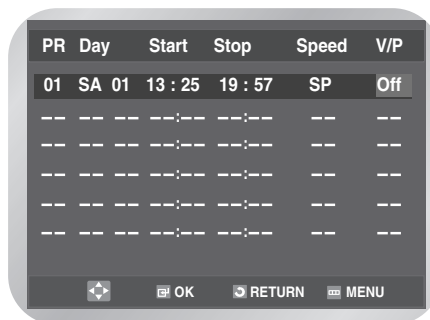 PR Day Start Stop Speed V/P
01 SA 01 13 : 25 19 : 57 SP Off
–– –– –– ––:–– ––:–– –– ––
–– –– –– ––:–– ––:–– –– ––
–– –– –– ––:–– ––:–– –– ––
–– –– –– ––:–– ––:–– –– ––
–– –– –– ––:–– ––:–– –– ––
OK RETURN MENU